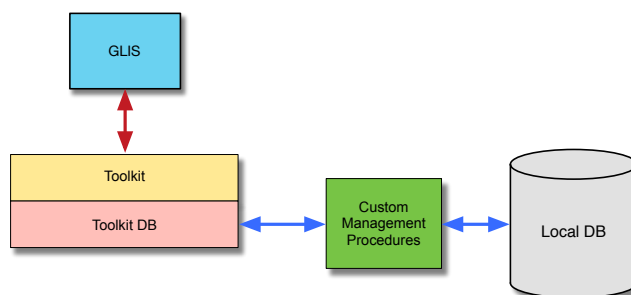 GLIS
Toolkit
Toolkit DB
Custom
Management
Procedures
Local DB